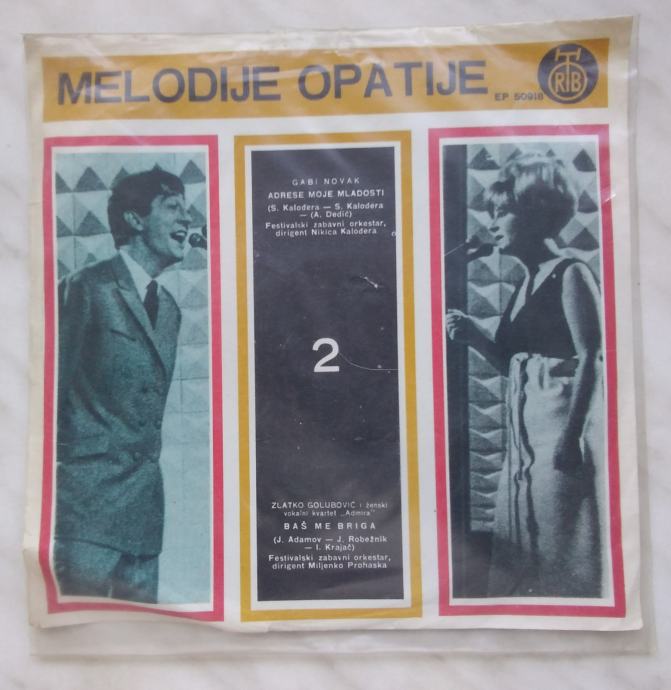 MELODIJE OPATIJE
EP 50918
RTB
GABI NOVAK
ADRESE MOJE MLADOSTI
(S. Kalođera — S. Kalođera
— (A. Dedić)
Festivalski zabavni orkestar,
dirigent Nikica Kalođera
2
ZLATKO GOLUBOVIĆ i ženski
vokalni kvartet „Admira"
BAŠ ME BRIGA
(J. Adamov — J. Robežnik
— I. Krajač)
Festivalski zabavni orkestar,
dirigent Miljenko Prohaska